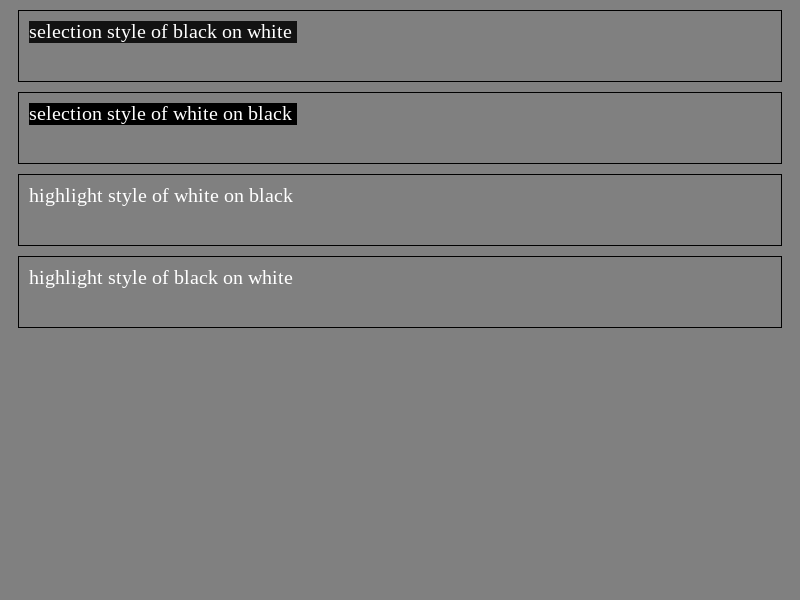 selection style of black on white
selection style of white on black
highlight style of white on black
highlight style of black on white